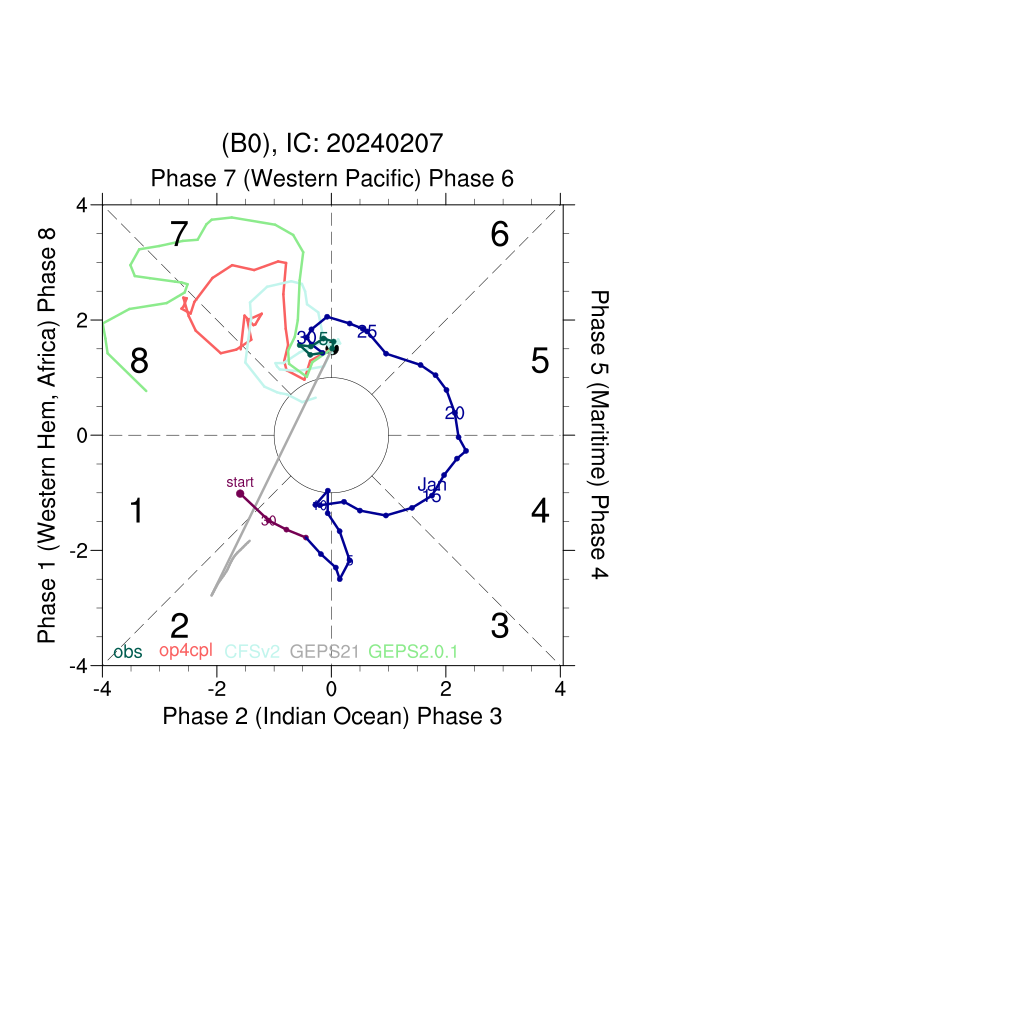 (B0), IC: 20240207
Phase 7 (Western Pacific) Phase 6
Phase 1 (Western Hem, Africa) Phase 8
Phase 5 (Maritime) Phase 4
4
2
0
-2
-4
7
6
8
5
1
4
2
3
30
5
25
20
Jan
15
10
5
start
30
obs
op4cpl
CFSv2
GEPS21
GEPS2.0.1
-4
-2
0
2
4
Phase 2 (Indian Ocean) Phase 3